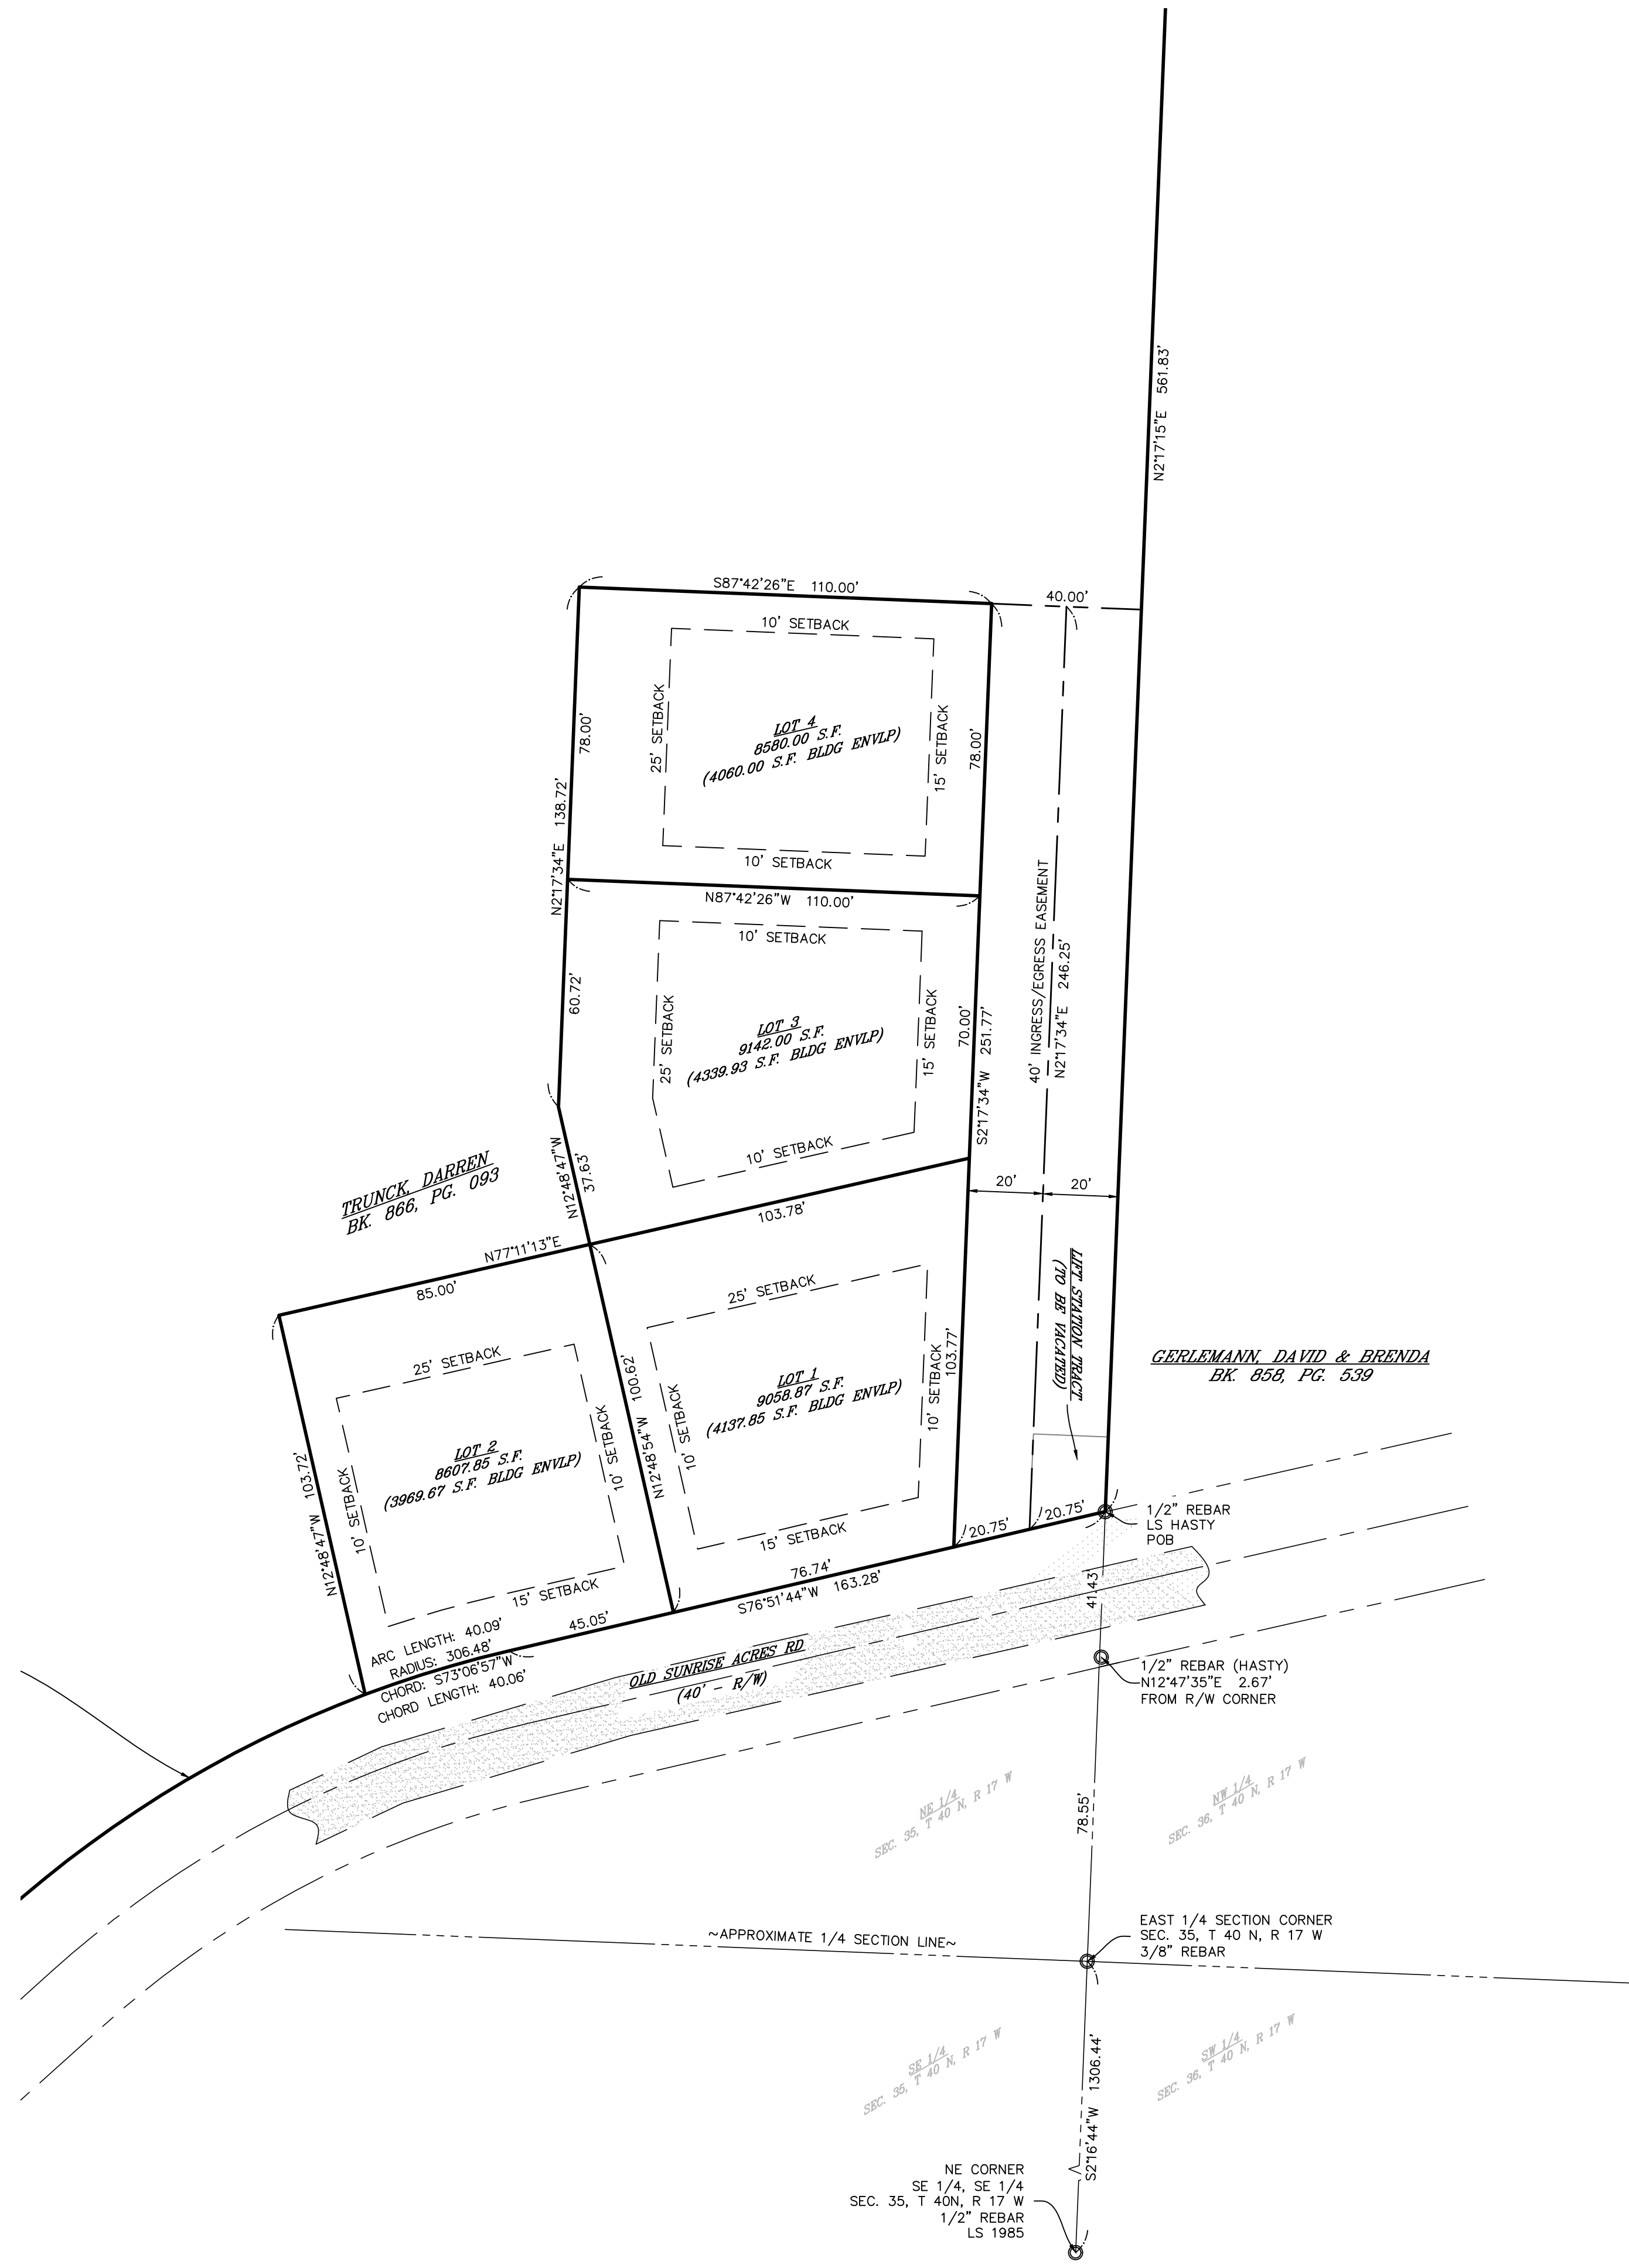 N2°17'15"E 561.83'
S87°42'26"E 110.00'
40.00'
10' SETBACK
25' SETBACK
LOT 4
8580.00 S.F.
(4060.00 S.F. BLDG ENVLP)
15' SETBACK
78.00'
78.00'
N2°17'34"E 138.72'
10' SETBACK
N87°42'26"W 110.00'
10' SETBACK
60.72'
25' SETBACK
LOT 3
9142.00 S.F.
(4339.93 S.F. BLDG ENVLP)
15' SETBACK
70.00'
S2°17'34"W 251.77'
40' INGRESS/EGRESS EASEMENT
N2°17'34"E 246.25'
10' SETBACK
N12°48'47"W
37.63'
TRUNCK, DARREN
BK. 866, PG. 093
20'
20'
103.78'
N77°11'13"E
85.00'
LIFT STATION TRACT
(TO BE VACATED)
25' SETBACK
LOT 1
9058.87 S.F.
(4137.85 S.F. BLDG ENVLP)
10' SETBACK
10' SETBACK
103.77'
15' SETBACK
N12°48'54"W 100.62'
GERLEMANN, DAVID & BRENDA
BK. 858, PG. 539
25' SETBACK
LOT 2
8607.85 S.F.
(3969.67 S.F. BLDG ENVLP)
10' SETBACK
10' SETBACK
15' SETBACK
N12°48'47"W 103.72'
20.75'
20.75'
1/2" REBAR
LS HASTY
POB
76.74'
S76°51'44"W 163.28'
45.05'
41.43'
ARC LENGTH: 40.09'
RADIUS: 306.48'
CHORD: S73°06'57"W
CHORD LENGTH: 40.06'
OLD SUNRISE ACRES RD
(40' - R/W)
1/2" REBAR (HASTY)
N12°47'35"E 2.67'
FROM R/W CORNER
NE 1/4
SEC. 35, T 40 N, R 17 W
NW 1/4
SEC. 36, T 40 N, R 17 W
78.55'
~APPROXIMATE 1/4 SECTION LINE~
EAST 1/4 SECTION CORNER
SEC. 35, T 40 N, R 17 W
3/8" REBAR
SE 1/4
SEC. 35, T 40 N, R 17 W
SW 1/4
SEC. 36, T 40 N, R 17 W
S2°16'44"W 1306.44'
NE CORNER
SE 1/4, SE 1/4
SEC. 35, T 40N, R 17 W
1/2" REBAR
LS 1985